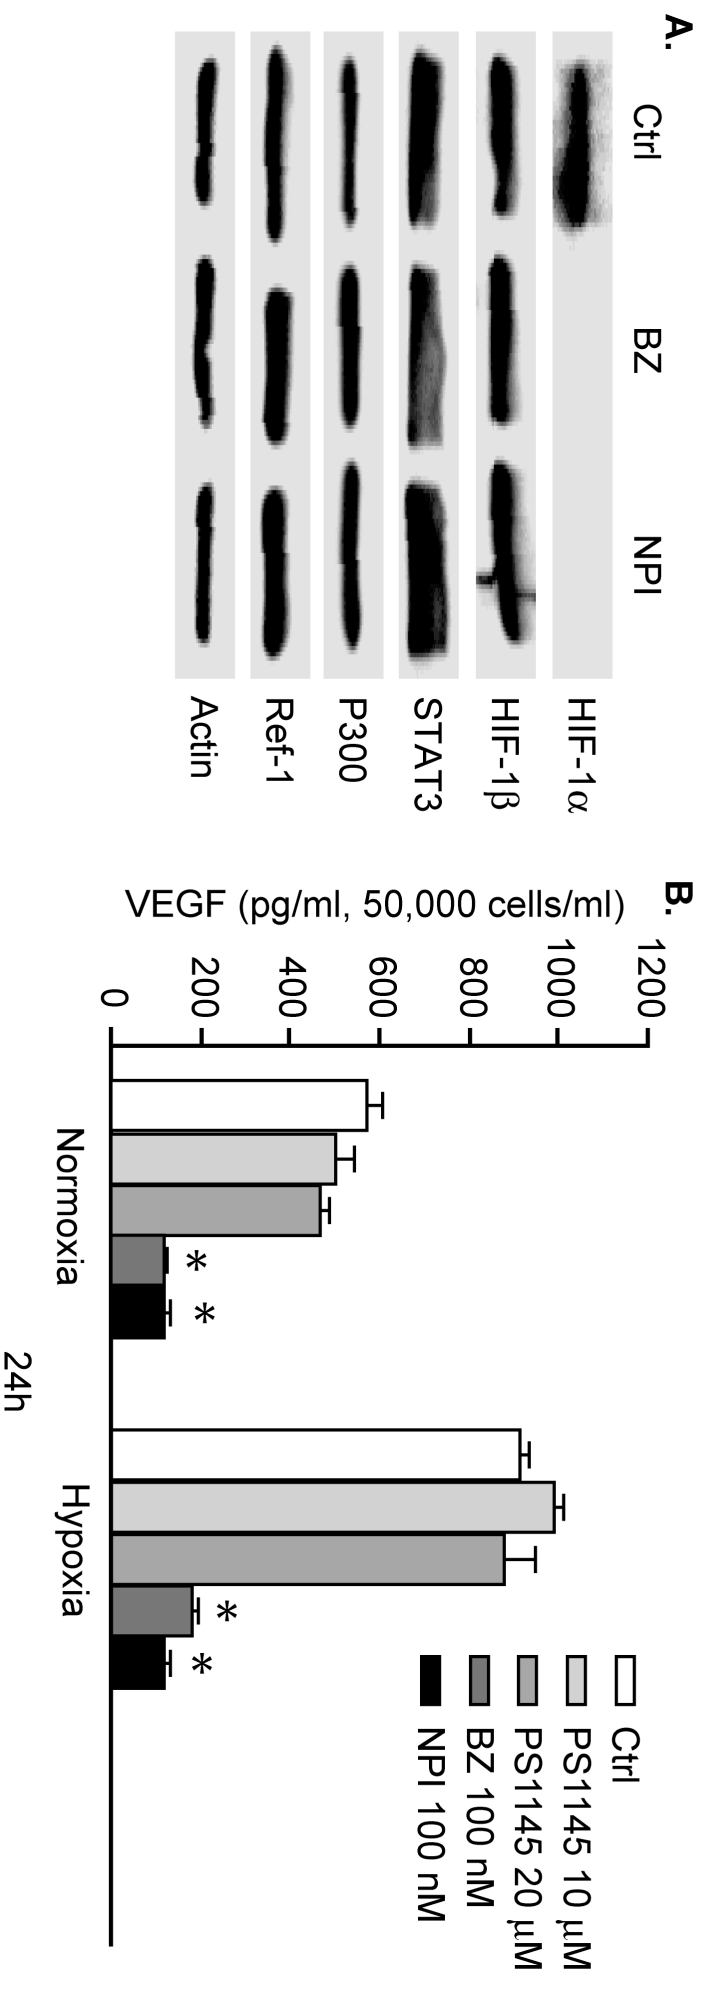 A.
Ctrl BZ NPI
HIF-1α
HIF-1β
STAT3
P300
Ref-1
Actin
B.
VEGF (pg/ml, 50,000 cells/ml)
1200
1000
800
600
400
200
0
* * * *
Ctrl
PS1145 10 μM
PS1145 20 μM
BZ 100 nM
NPI 100 nM
Normoxia Hypoxia
24h